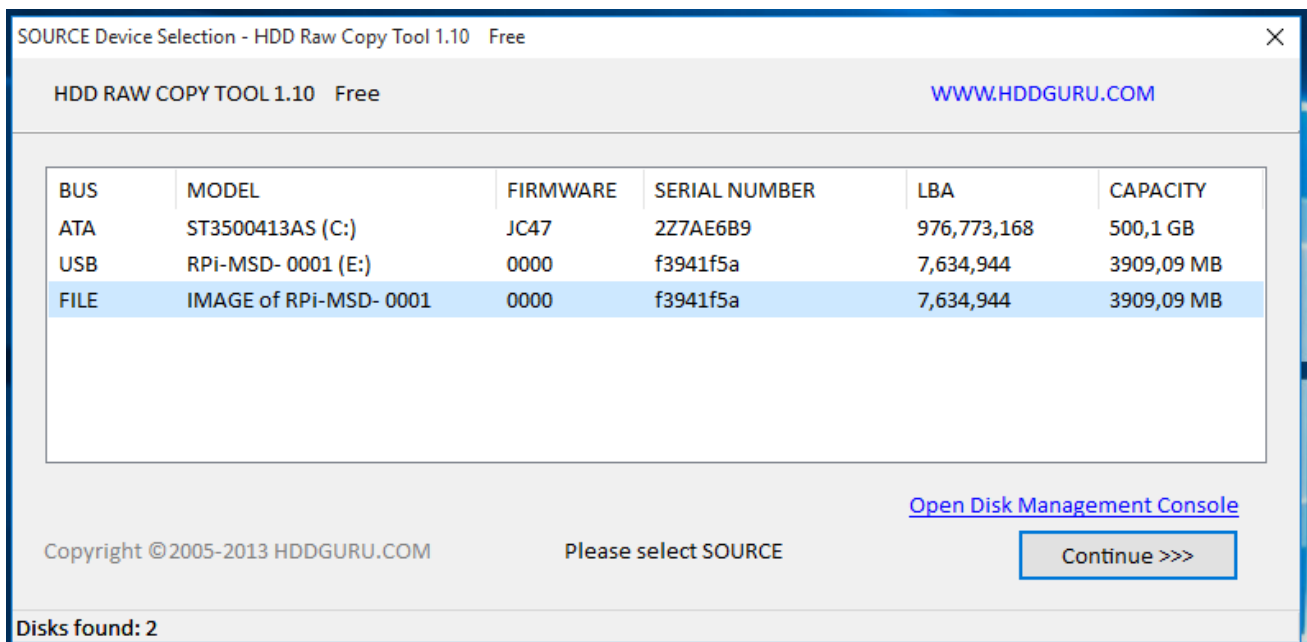 SOURCE Device Selection - HDD Raw Copy Tool 1.10 Free
HDD RAW COPY TOOL 1.10 Free WWW.HDDGURU.COM
BUS MODEL FIRMWARE SERIAL NUMBER LBA CAPACITY
ATA ST3500413AS (C:) JC47 2Z7AE6B9 976,773,168 500,1 GB
USB RPi-MSD- 0001 (E:) 0000 f3941f5a 7,634,944 3909,09 MB
FILE IMAGE of RPi-MSD- 0001 0000 f3941f5a 7,634,944 3909,09 MB
Open Disk Management Console
Copyright ©2005-2013 HDDGURU.COM Please select SOURCE Continue >>>
Disks found: 2